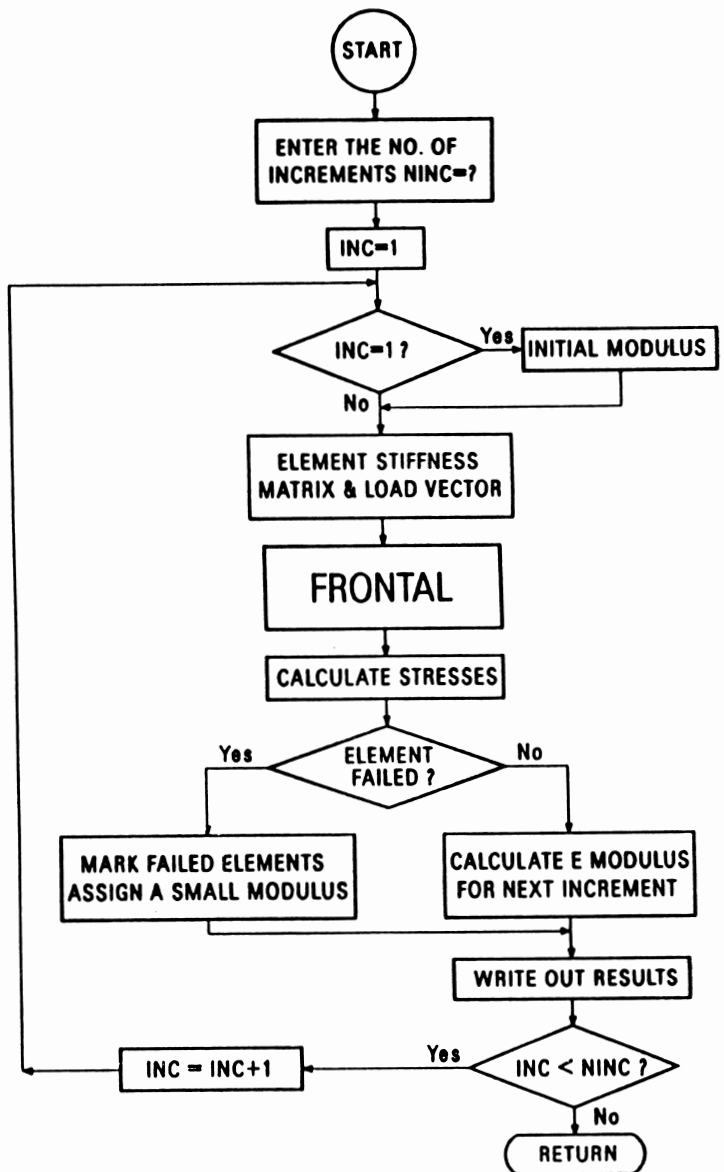 START
ENTER THE NO. OF
INCREMENTS NINC=?
INC=1
INC=1 ?
Yes
INITIAL MODULUS
No
ELEMENT STIFFNESS
MATRIX & LOAD VECTOR
FRONTAL
CALCULATE STRESSES
Yes
ELEMENT
FAILED ?
No
MARK FAILED ELEMENTS
ASSIGN A SMALL MODULUS
CALCULATE E MODULUS
FOR NEXT INCREMENT
WRITE OUT RESULTS
INC = INC+1
Yes
INC < NINC ?
No
RETURN